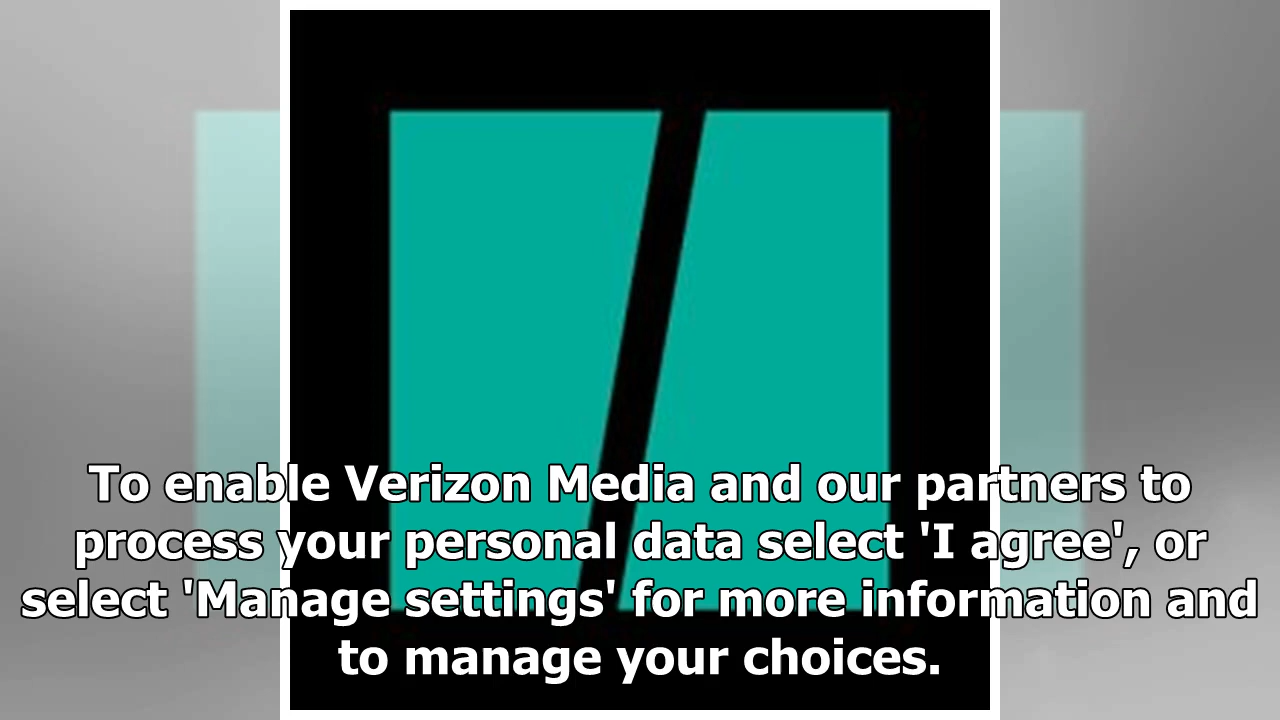 To enable Verizon Media and our partners to
process your personal data select 'I agree', or
select 'Manage settings' for more information and
to manage your choices.